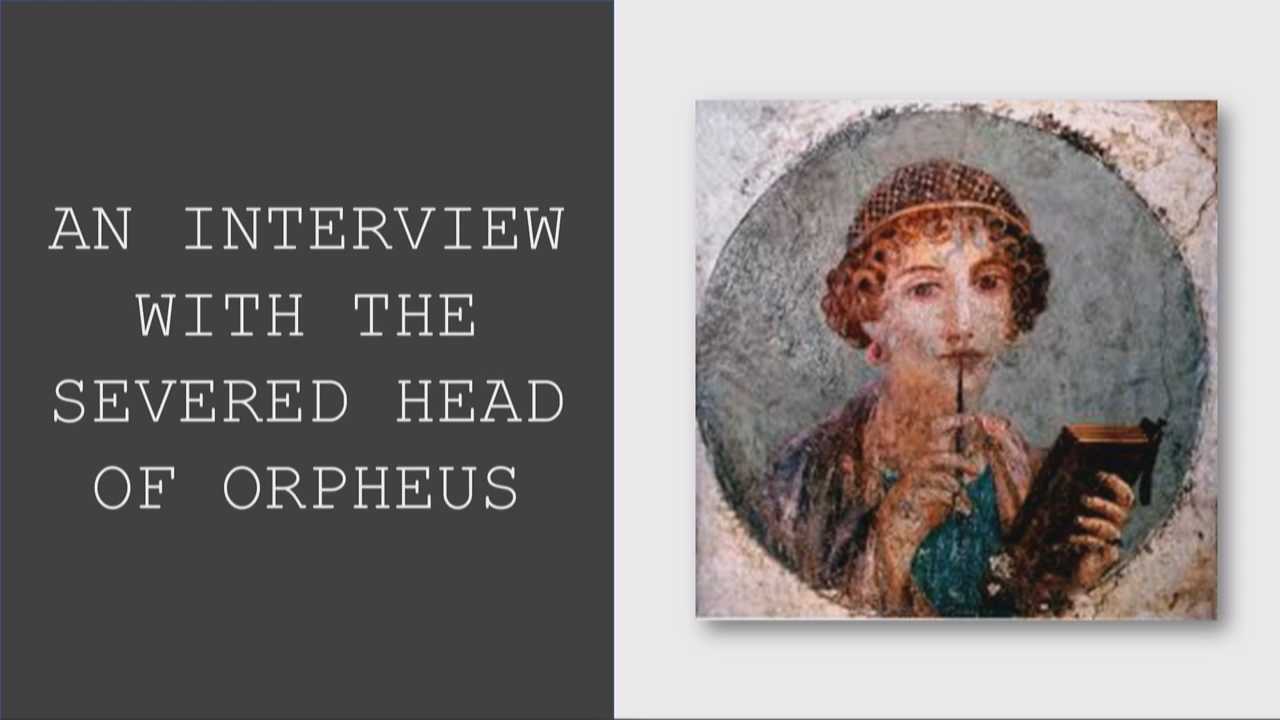 AN INTERVIEW
WITH THE
SEVERED HEAD
OF ORPHEUS